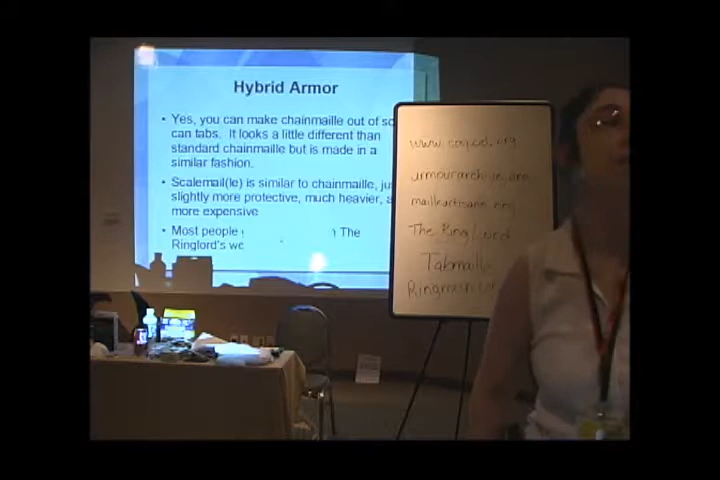 Hybrid Armor
• Yes, you can make chainmaille out of so
can tabs. It looks a little different than
standard chainmaille but is made in a
similar fashion.
• Scalemail(le) is similar to chainmaille, ju
slightly more protective, much heavier, a
more expensive
• Most people The
Ringlord's we
armourarchive.org
mailleartisans.org
The Ring Lord
Tabmaille